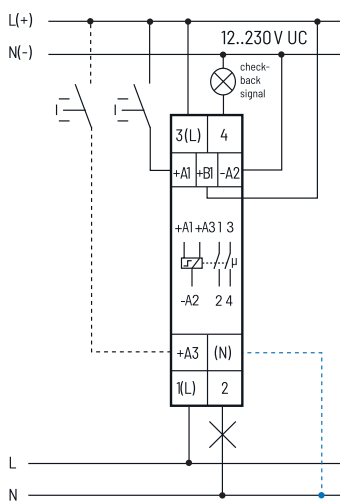 L(+)
12..230 V UC
N(-)
check-
back
signal
3(L) 4
+A1 +B1 -A2
+A1 +A3 1 3
μ
-A2 2 4
+A3 (N)
1(L) 2
L
N